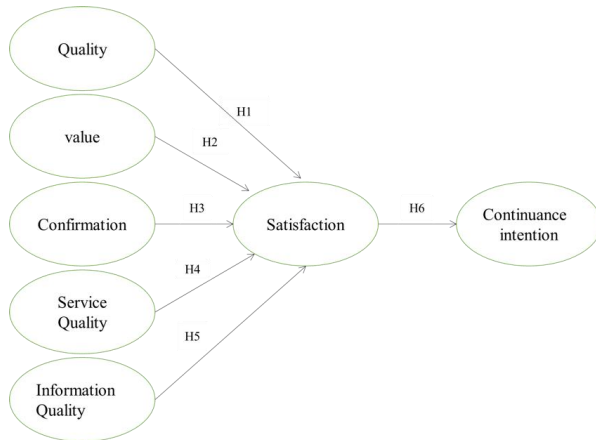 Quality
H1
value
H2
Confirmation
H3
Satisfaction
H6
Continuance
intention
H4
Service
Quality
H5
Information
Quality